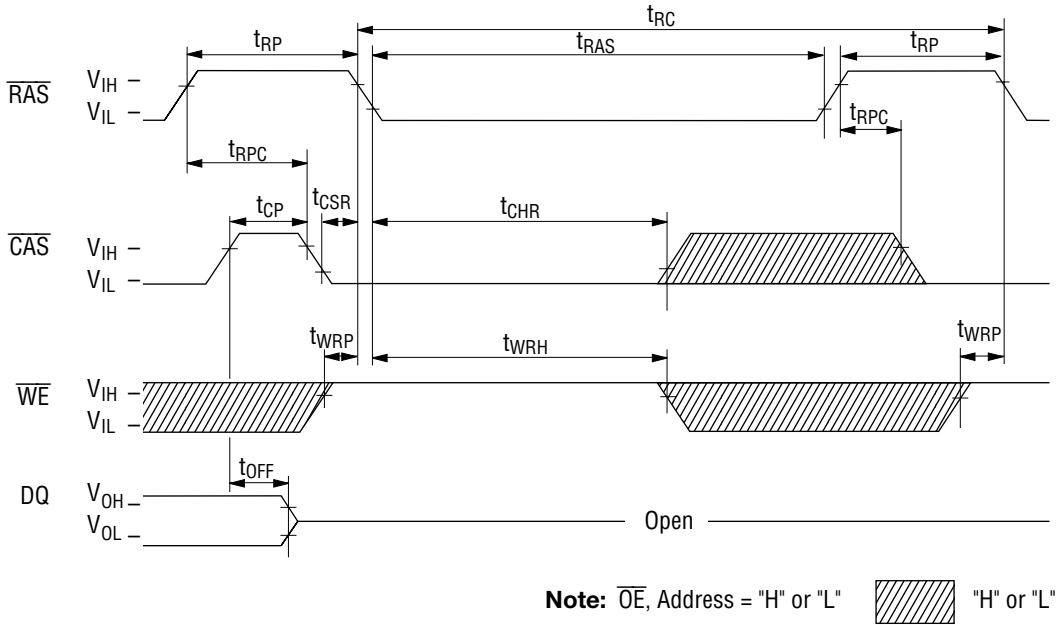 tRC
tRP
tRAS
tRP
RAS
VIH
VIL
tRPC
tRPC
tCP
tCSR
tCHR
CAS
VIH
VIL
tWRP
tWRH
tWRP
WE
VIH
VIL
tOFF
DQ
VOH
VOL
Open
Note: OE, Address = "H" or "L"
"H" or "L"